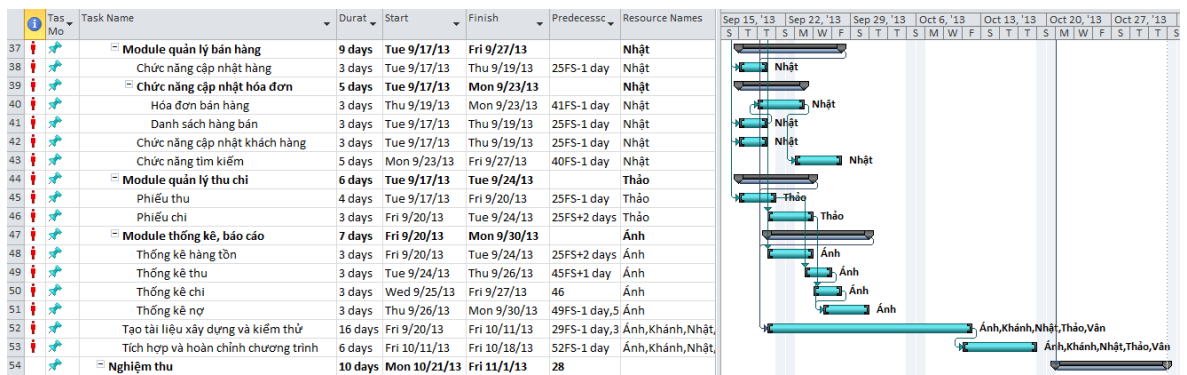 Tas Mo Task Name Durat Start Finish Predecessc Resource Names Sep 15, '13 Sep 22, '13 Sep 29, '13 Oct 6, '13 Oct 13, '13 Oct 20, '13 Oct 27, '13
S T T S M W F S T T S M W F S T T S M W F S
37 Module quản lý bán hàng 9 days Tue 9/17/13 Fri 9/27/13 Nhật
38 Chức năng cập nhật hàng 3 days Tue 9/17/13 Thu 9/19/13 25FS-1 day Nhật Nhật
39 Chức năng cập nhật hóa đơn 5 days Tue 9/17/13 Mon 9/23/13 Nhật
40 Hóa đơn bán hàng 3 days Thu 9/19/13 Mon 9/23/13 41FS-1 day Nhật Nhật
41 Danh sách hàng bán 3 days Tue 9/17/13 Thu 9/19/13 25FS-1 day Nhật Nhật
42 Chức năng cập nhật khách hàng 3 days Tue 9/17/13 Thu 9/19/13 25FS-1 day Nhật Nhật
43 Chức năng tìm kiếm 5 days Mon 9/23/13 Fri 9/27/13 40FS-1 day Nhật Nhật
44 Module quản lý thu chi 6 days Tue 9/17/13 Tue 9/24/13 Thảo
45 Phiếu thu 4 days Tue 9/17/13 Fri 9/20/13 25FS-1 day Thảo Thảo
46 Phiếu chi 3 days Fri 9/20/13 Tue 9/24/13 25FS+2 days Thảo Thảo
47 Module thống kê, báo cáo 7 days Fri 9/20/13 Mon 9/30/13 Ánh
48 Thống kê hàng tồn 3 days Fri 9/20/13 Tue 9/24/13 25FS+2 days Ánh Ánh
49 Thống kê thu 3 days Tue 9/24/13 Thu 9/26/13 45FS+1 day Ánh Ánh
50 Thống kê chi 3 days Wed 9/25/13 Fri 9/27/13 46 Ánh Ánh
51 Thống kê nợ 3 days Thu 9/26/13 Mon 9/30/13 49FS-1 day,5 Ánh Ánh
52 Tạo tài liệu xây dựng và kiểm thử 16 days Fri 9/20/13 Fri 10/11/13 29FS-1 day,3 Ánh,Khánh,Nhật, Ánh,Khánh,Nhật,Thảo,Vân
53 Tích hợp và hoàn chỉnh chương trình 6 days Fri 10/11/13 Fri 10/18/13 52FS-1 day Ánh,Khánh,Nhật, Ánh,Khánh,Nhật,Thảo,Vân
54 Nghiệm thu 10 days Mon 10/21/13 Fri 11/1/13 28